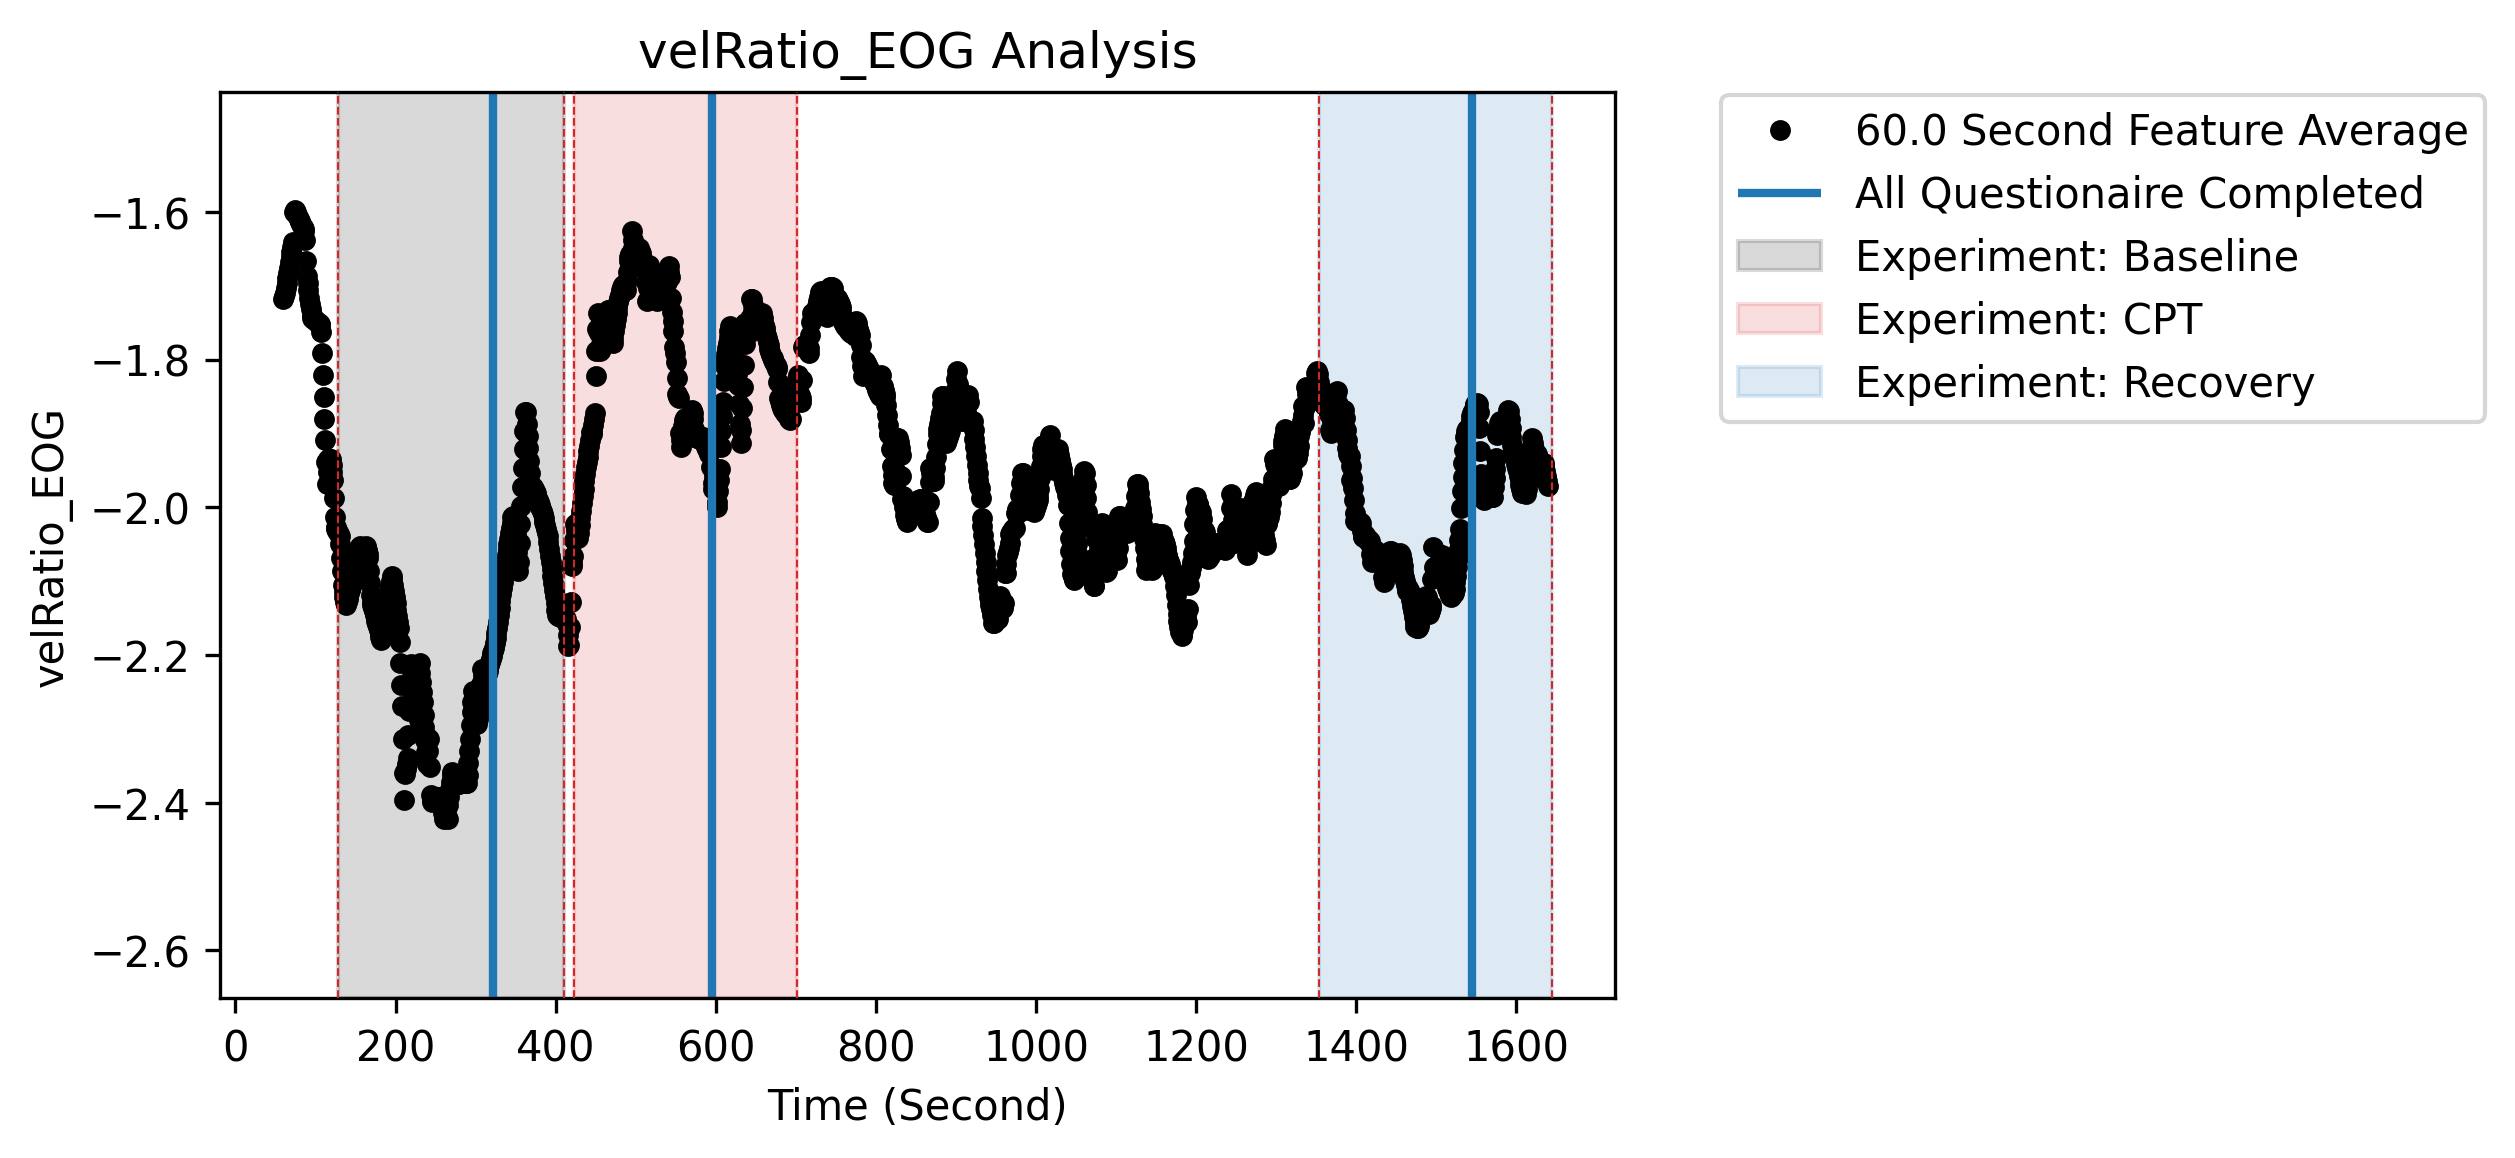 velRatio_EOG Analysis
velRatio_EOG
−1.6
−1.8
−2.0
−2.2
−2.4
−2.6
0 200 400 600 800 1000 1200 1400 1600
Time (Second)
60.0 Second Feature Average
All Questionaire Completed
Experiment: Baseline
Experiment: CPT
Experiment: Recovery